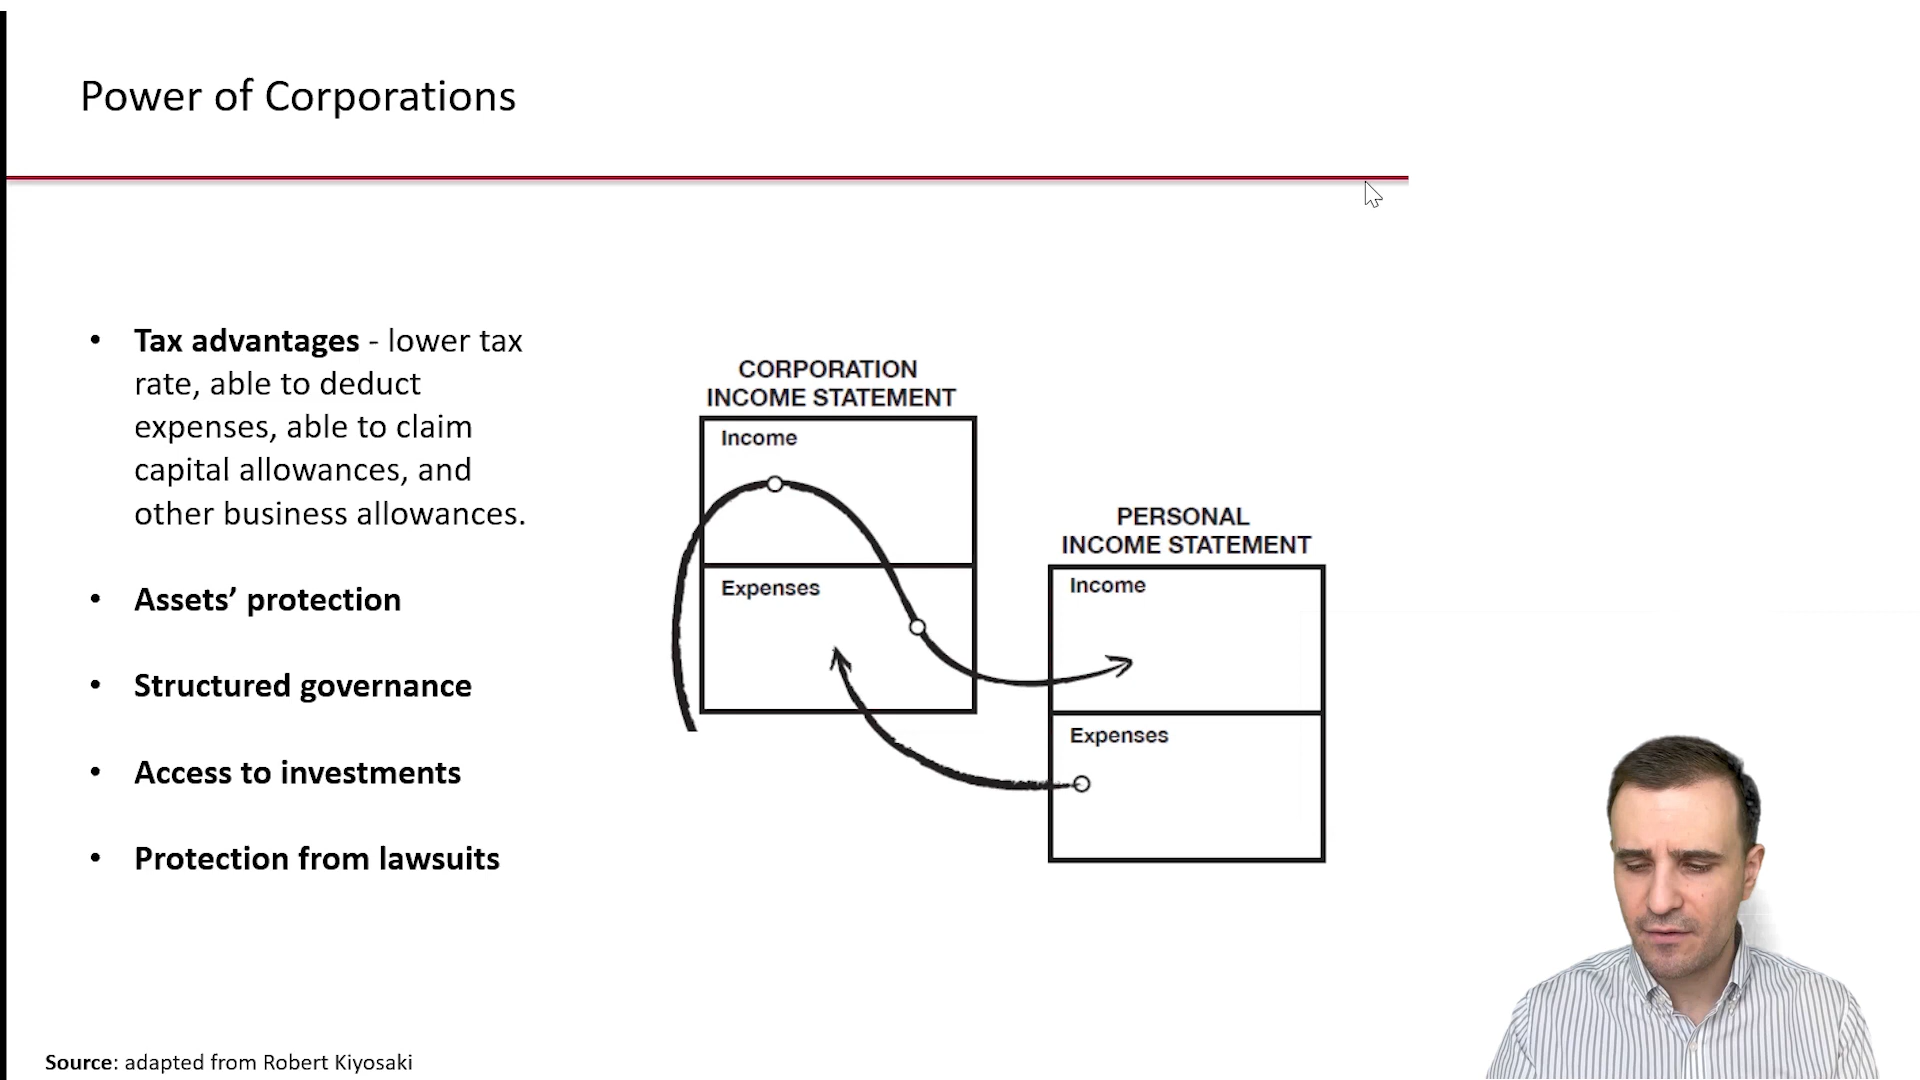 Power of Corporations
• Tax advantages - lower tax
rate, able to deduct
expenses, able to claim
capital allowances, and
other business allowances.
• Assets’ protection
• Structured governance
• Access to investments
• Protection from lawsuits
CORPORATION
INCOME STATEMENT
Income
Expenses
PERSONAL
INCOME STATEMENT
Income
Expenses
Source: adapted from Robert Kiyosaki